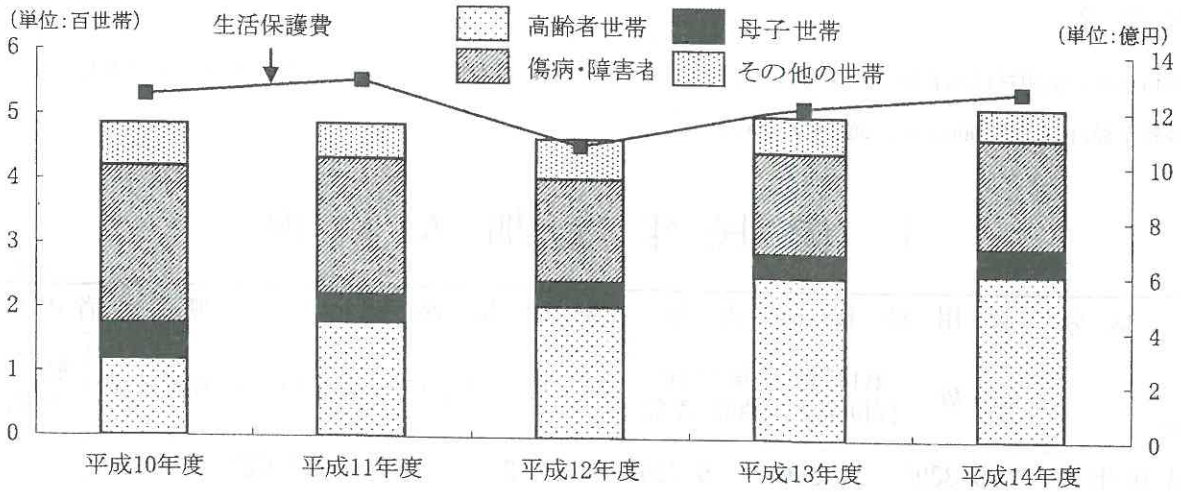 (単位:百世帯)
生活保護費
高齢者世帯
母子世帯
(単位:億円)
傷病・障害者
その他の世帯
6
5
4
3
2
1
0
14
12
10
8
6
4
2
0
平成10年度
平成11年度
平成12年度
平成13年度
平成14年度